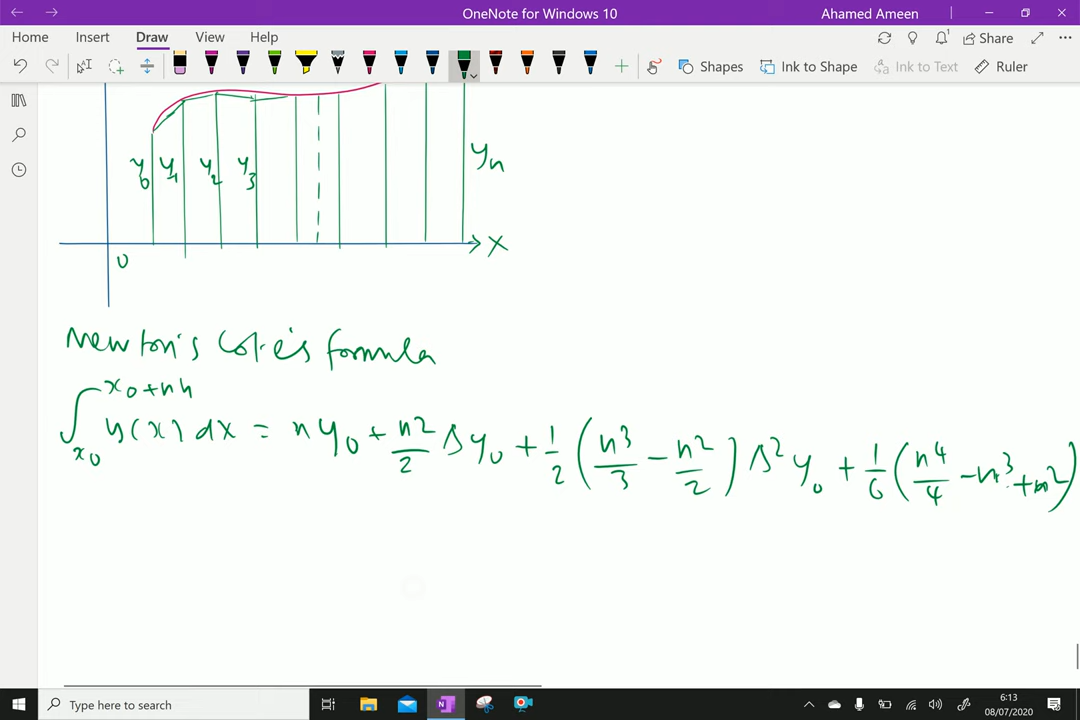 OneNote for Windows 10
Ahamed Ameen
Home Insert Draw View Help
Share
Shapes Ink to Shape Ink to Text Ruler
y0 y1 y2 y3 yn
0 X
Newton's Cote's formula
∫_{x0}^{x0+nh} y(x) dx = n y0 + n²/2 Δy0 + 1/2 (n³/3 − n²/2) Δ² y0 + 1/6 (n⁴/4 − n³ + n²)
Type here to search
6:13
08/07/2020